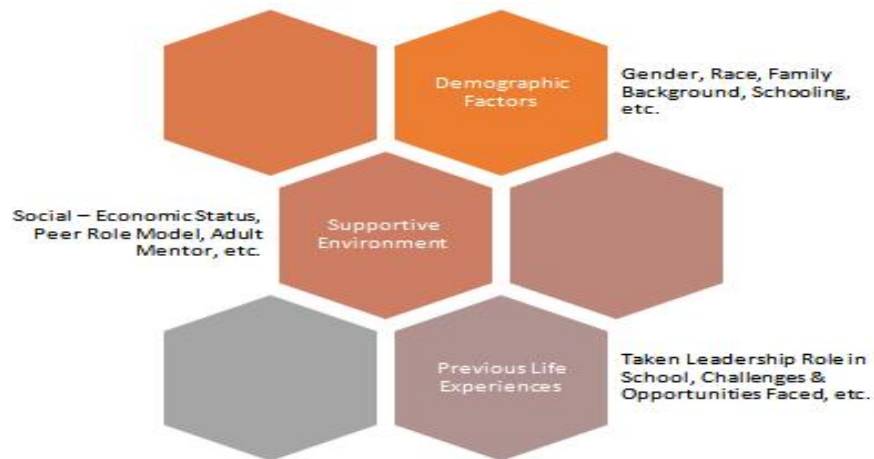 Demographic
Factors
Gender, Race, Family
Background, Schooling,
etc.
Social – Economic Status,
Peer Role Model, Adult
Mentor, etc.
Supportive
Environment
Previous Life
Experiences
Taken Leadership Role in
School, Challenges &
Opportunities Faced, etc.